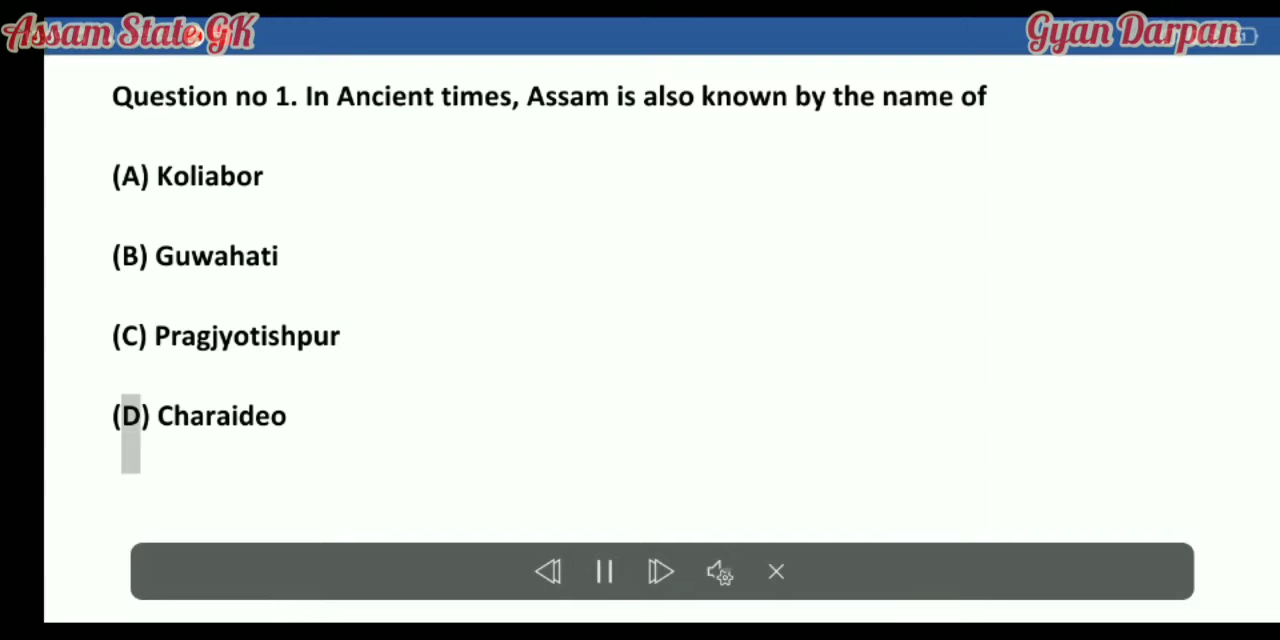 Assam State GK
Gyan Darpan
Question no 1. In Ancient times, Assam is also known by the name of
(A) Koliabor
(B) Guwahati
(C) Pragjyotishpur
(D) Charaideo